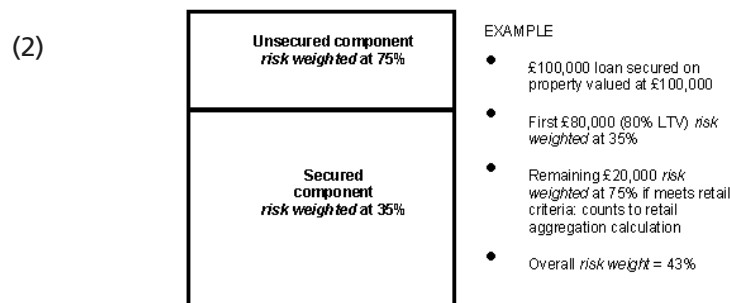 (2)
Unsecured component
risk weighted at 75%
Secured
component
risk weighted at 35%
EXAMPLE
● £100,000 loan secured on
property valued at £100,000
● First £80,000 (80% LTV) risk
weighted at 35%
● Remaining £20,000 risk
weighted at 75% if meets retail
criteria: counts to retail
aggregation calculation
● Overall risk weight = 43%